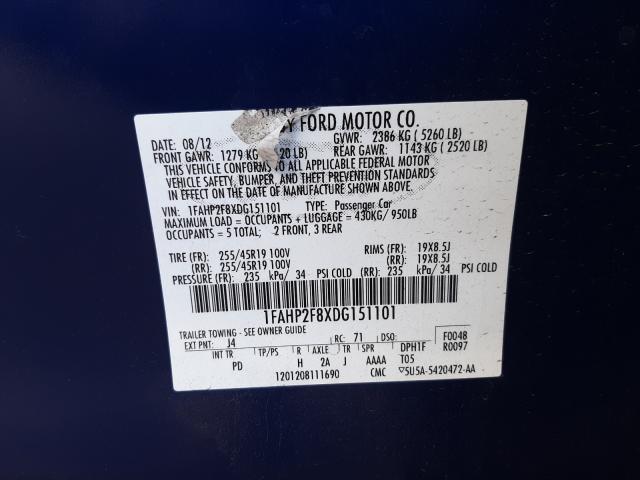 Y FORD MOTOR CO.
DATE: 08/12 GVWR: 2386 KG ( 5260 LB)
FRONT GAWR: 1279 KG 20 LB) REAR GAWR: 1143 KG ( 2520 LB)
THIS VEHICLE CONFORMS TO ALL APPLICABLE FEDERAL MOTOR
VEHICLE SAFETY, BUMPER, AND THEFT PREVENTION STANDARDS
IN EFFECT ON THE DATE OF MANUFACTURE SHOWN ABOVE.
VIN: 1FAHP2F8XDG151101 TYPE: Passenger Car
MAXIMUM LOAD = OCCUPANTS + LUGGAGE = 430KG/ 950LB
OCCUPANTS = 5 TOTAL; 2 FRONT, 3 REAR
TIRE (FR): 255/45R19 100V RIMS (FR): 19X8.5J
(RR): 255/45R19 100V (RR): 19X8.5J
PRESSURE (FR): 235 kPa/ 34 PSI COLD (RR): 235 kPa/ 34 PSI COLD
1FAHP2F8XDG151101
TRAILER TOWING - SEE OWNER GUIDE
EXT PNT: J4 RC: 71 DSO: F0048
INT TR TP/PS R AXLE TR SPR DPH1F R0097
PD H 2A J AAAA T05
1201208111690 CMC ▽5U5A-5420472-AA